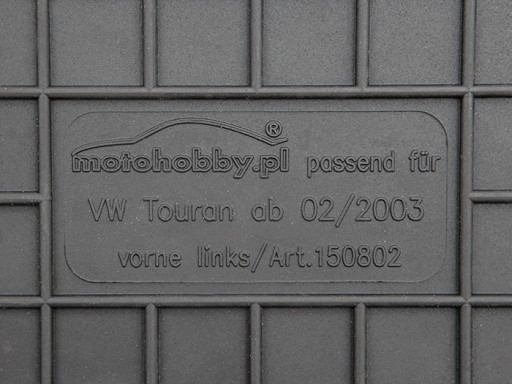 motohobby.pl® passend für
VW Touran ab 02/2003
vorne links/Art.150802